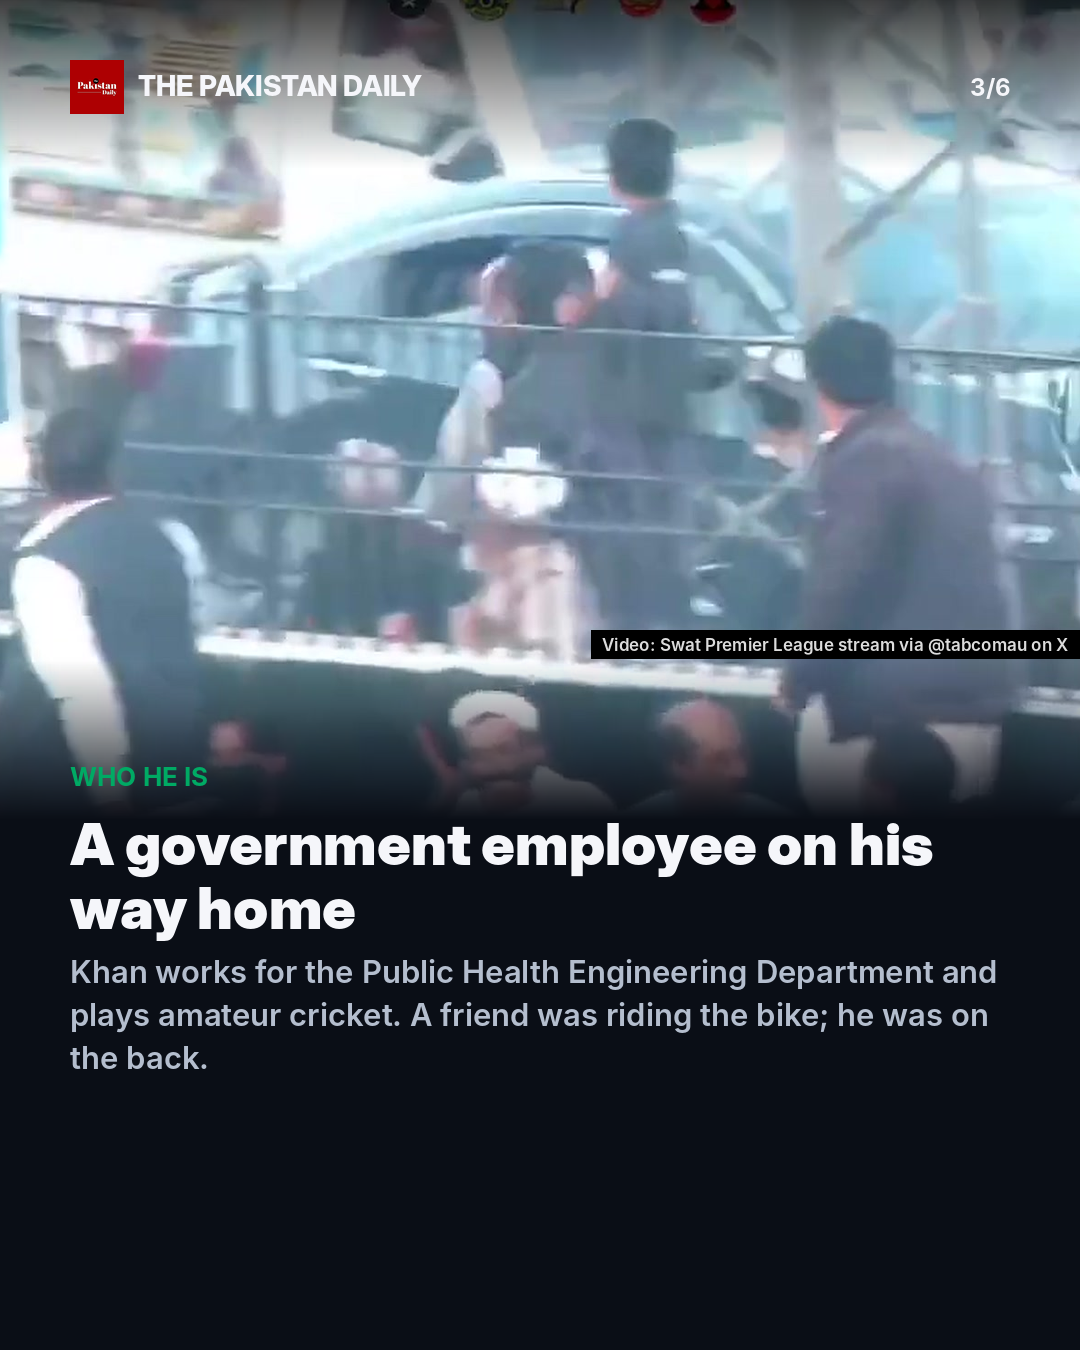 Pakistan
Daily
THE PAKISTAN DAILY
3/6
Video: Swat Premier League stream via @tabcomau on X
WHO HE IS
A government employee on his
way home
Khan works for the Public Health Engineering Department and
plays amateur cricket. A friend was riding the bike; he was on
the back.